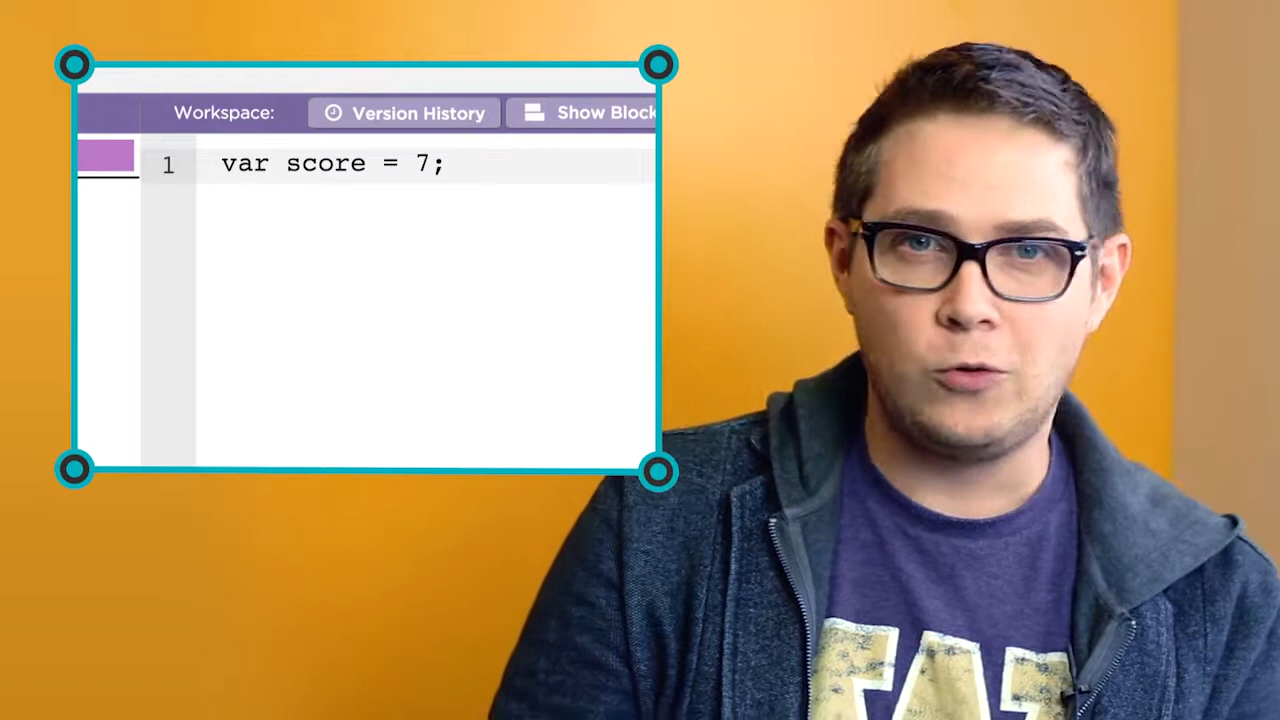 Workspace: Version History Show Block
1 var score = 7;